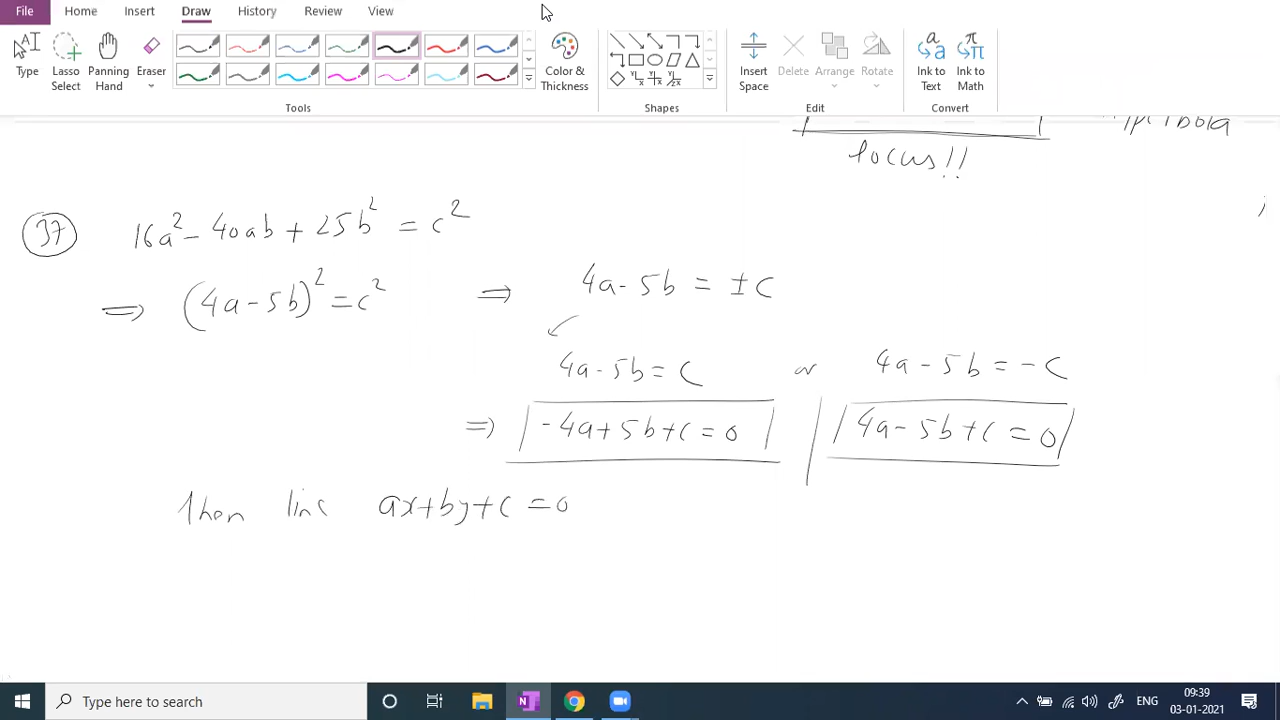 File Home Insert Draw History Review View
Type Lasso Select Panning Hand Eraser Color & Thickness Insert Space Delete Arrange Rotate Ink to Text Ink to Math
Tools Shapes Edit Convert
locus!!
37 16a² - 40ab + 25b² = c²
⇒ (4a - 5b)² = c² ⇒ 4a - 5b = ±c
4a - 5b = c or 4a - 5b = -c
⇒ -4a + 5b + c = 0 4a - 5b + c = 0
then line ax + by + c = 0
Type here to search ENG 09:39
03-01-2021